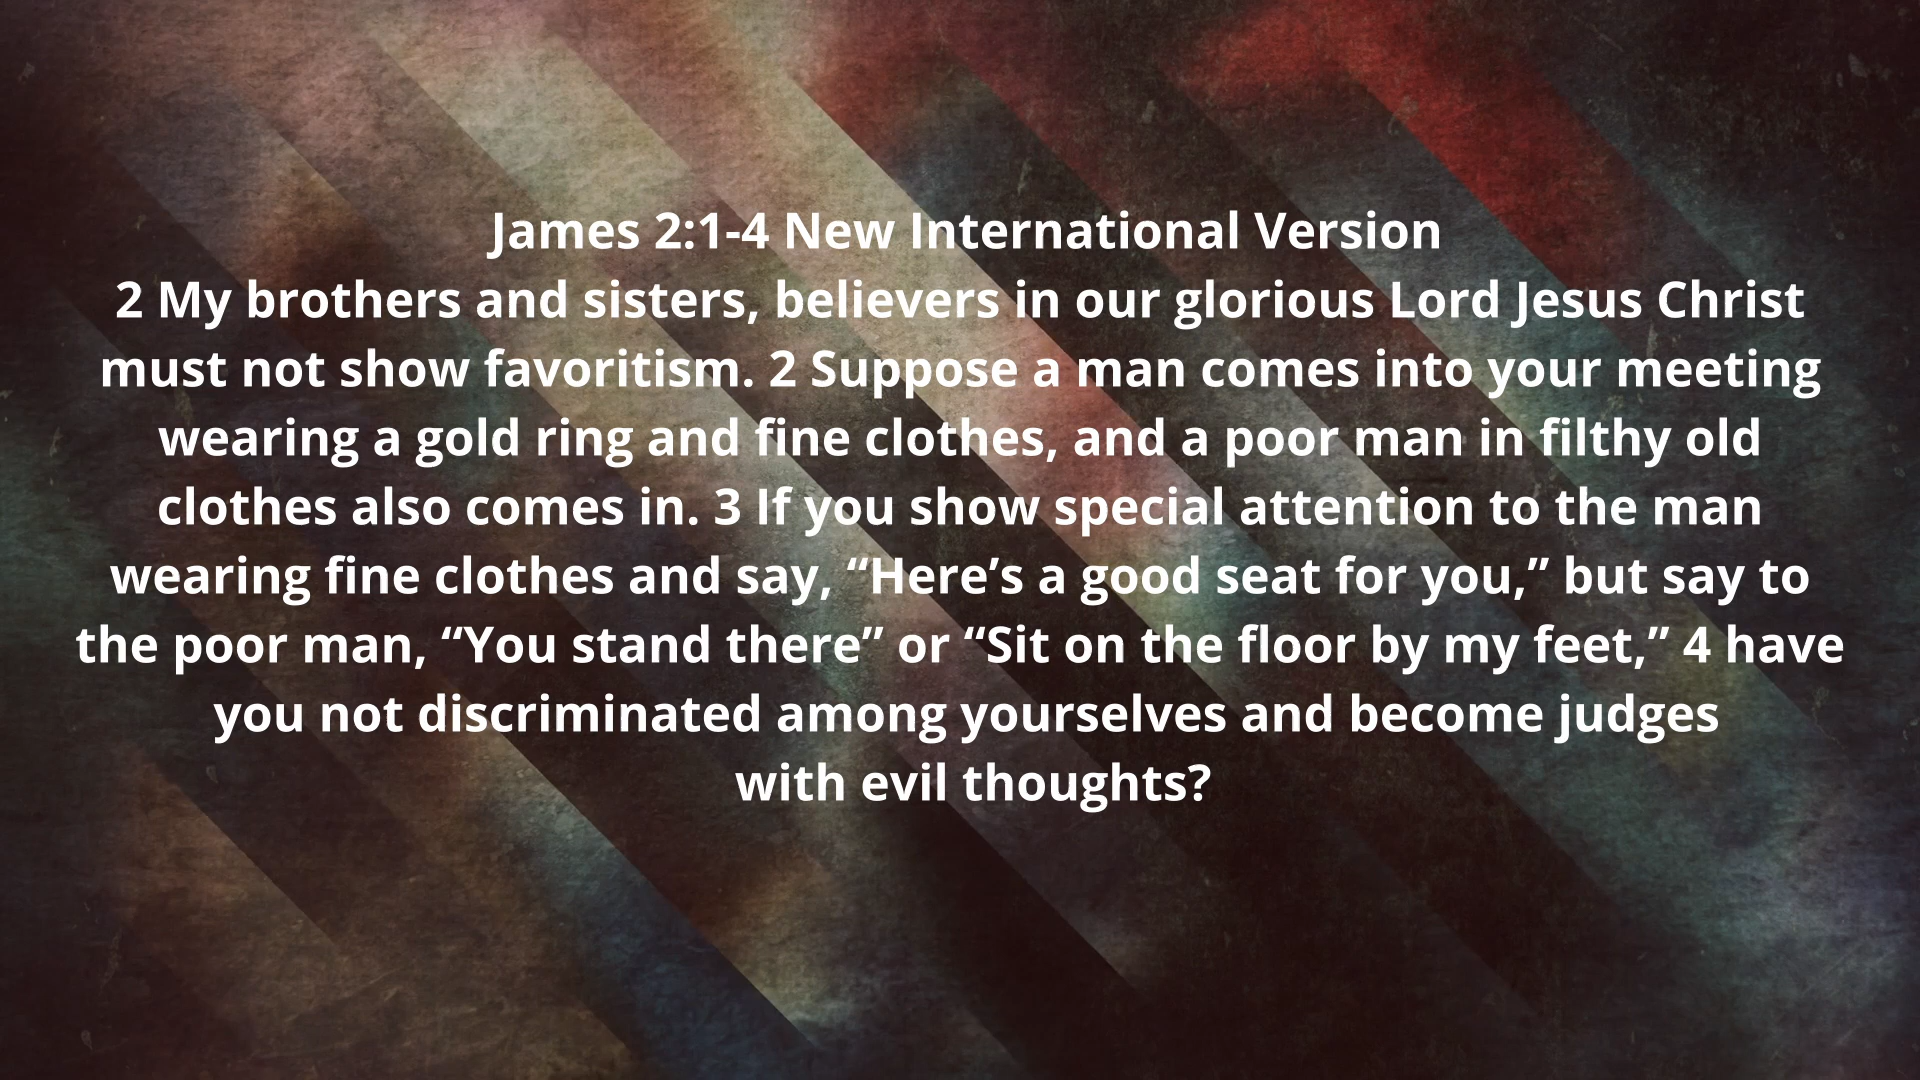 James 2:1-4 New International Version
2 My brothers and sisters, believers in our glorious Lord Jesus Christ
must not show favoritism. 2 Suppose a man comes into your meeting
wearing a gold ring and fine clothes, and a poor man in filthy old
clothes also comes in. 3 If you show special attention to the man
wearing fine clothes and say, “Here’s a good seat for you,” but say to
the poor man, “You stand there” or “Sit on the floor by my feet,” 4 have
you not discriminated among yourselves and become judges
with evil thoughts?